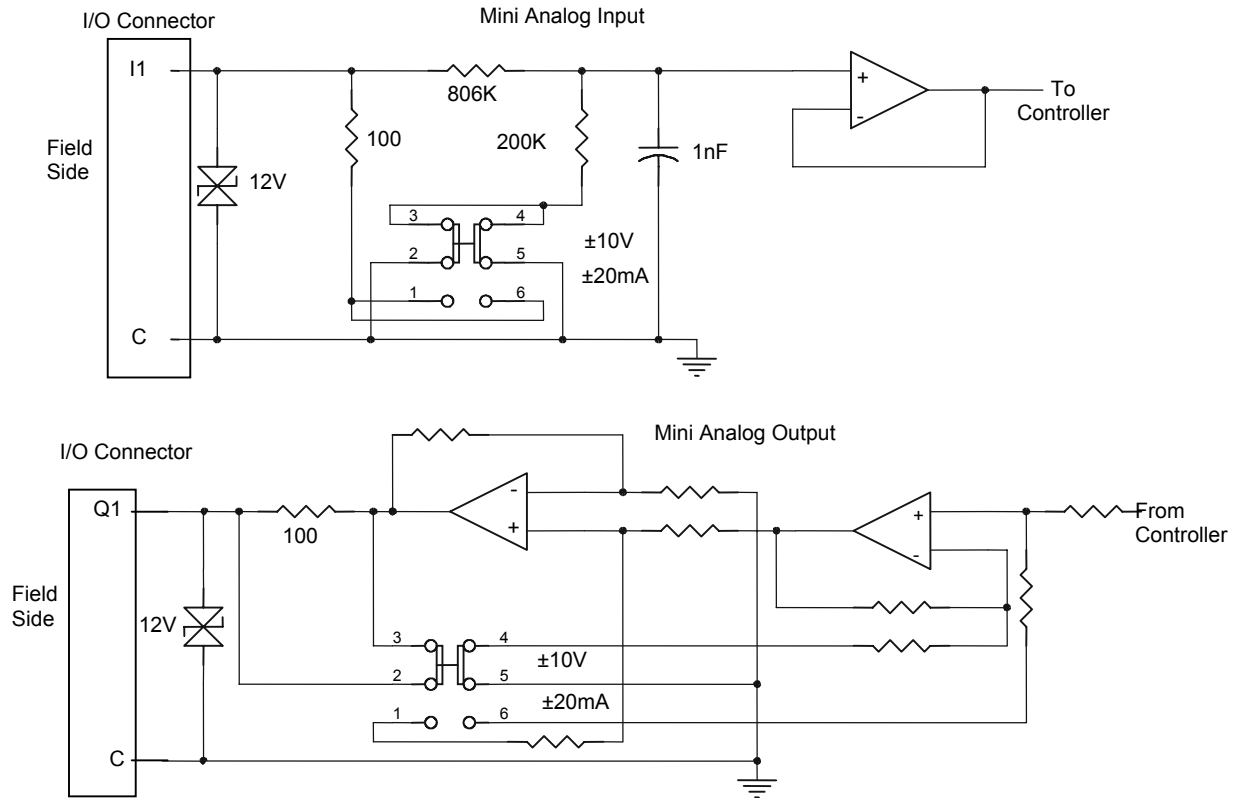 I/O Connector
Mini Analog Input
I1
806K
+
-
To
Controller
Field
Side
100
200K
1nF
12V
3
4
±10V
2
5
±20mA
1
6
C
I/O Connector
Mini Analog Output
Q1
100
-
+
+
-
From
Controller
Field
Side
12V
3
4
±10V
2
5
±20mA
1
6
C